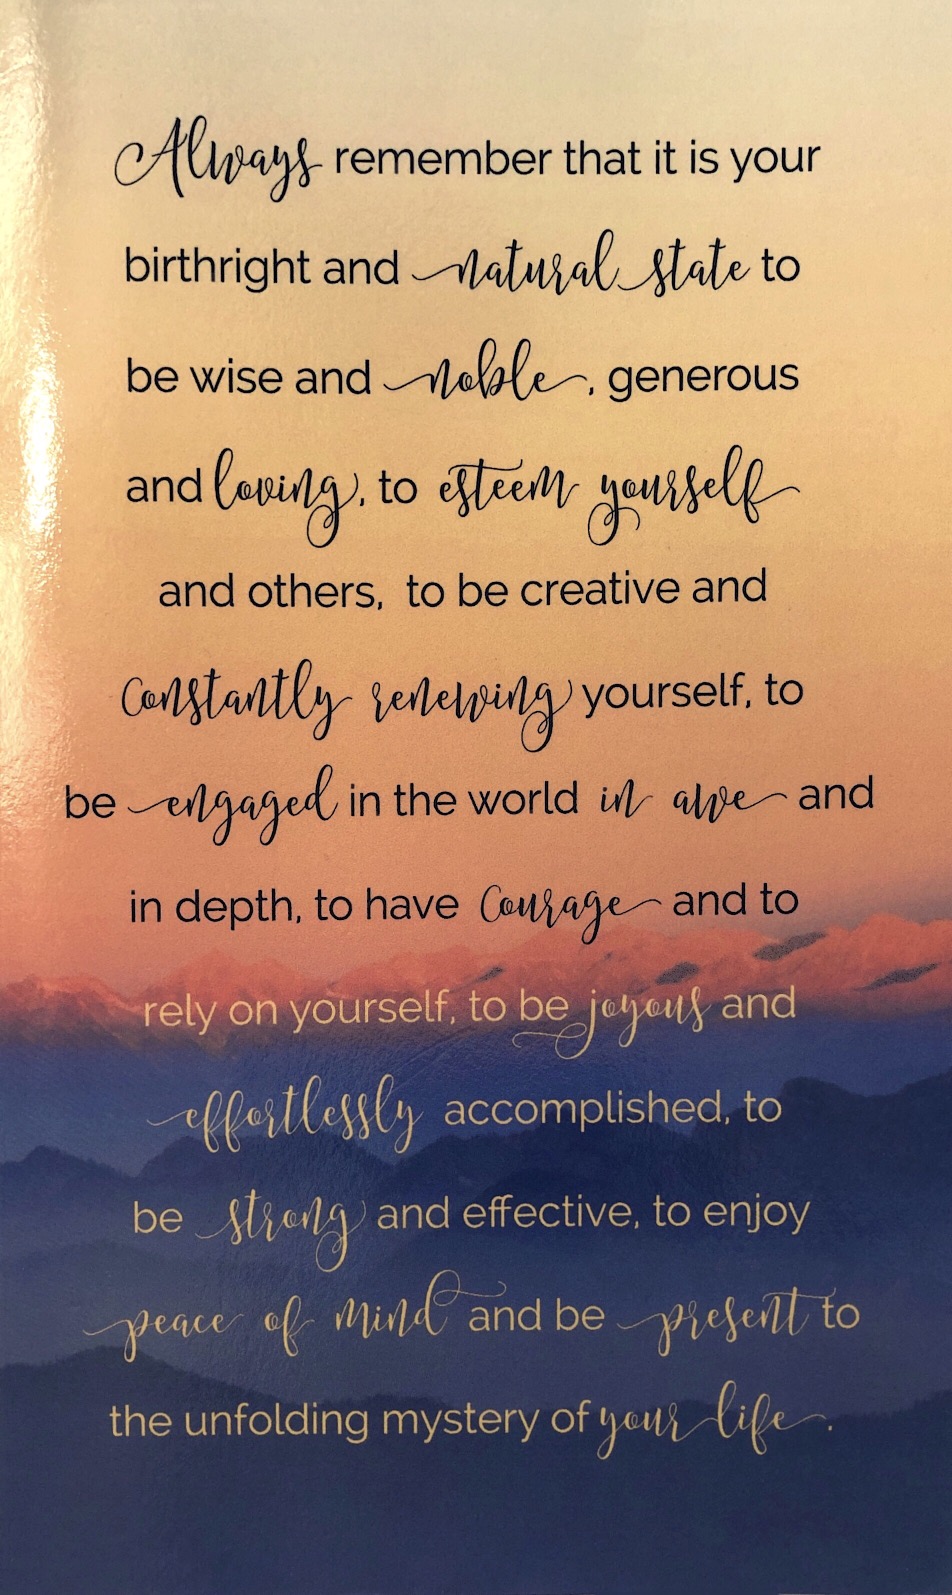 Always remember that it is your
birthright and natural state to
be wise and noble, generous
and loving, to esteem yourself
and others, to be creative and
constantly renewing yourself, to
be engaged in the world in awe and
in depth, to have courage and to
rely on yourself, to be joyous and
effortlessly accomplished, to
be strong and effective, to enjoy
peace of mind and be present to
the unfolding mystery of your life.